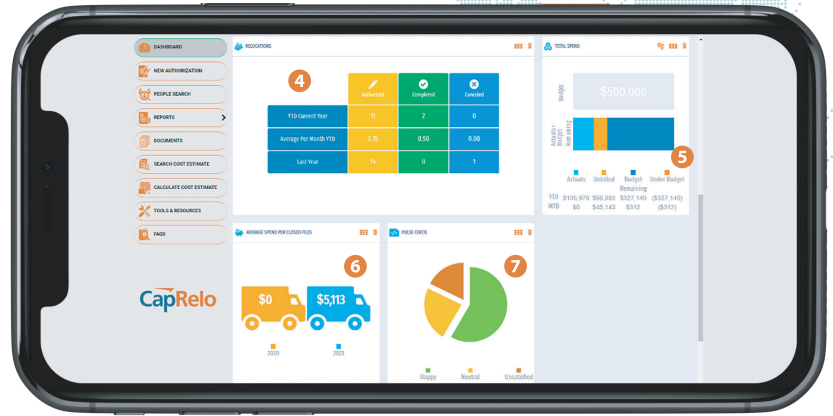 DASHBOARD
NEW AUTHORIZATION
PEOPLE SEARCH
REPORTS
DOCUMENTS
SEARCH COST ESTIMATE
CALCULATE COST ESTIMATE
TOOLS & RESOURCES
FAQS
CapRelo
RELOCATIONS
4
Authorized Completed Canceled
YTD Current Year 11 2 0
Average Per Month YTD 2.75 0.50 0.00
Last Year 14 0 1
TOTAL SPEND
Budget
$500,000
Actuals+
Budget
Remaining
5
Actuals Unbilled Budget Remaining Under Budget
YTD $105,978 $66,883 $327,140 ($327,140)
MTD $0 $45,143 $312 ($312)
AVERAGE SPEND PER CLOSED FILES
6
$0 $5,113
2020 2021
PULSE CHECK
7
Happy Neutral Unsatisfied